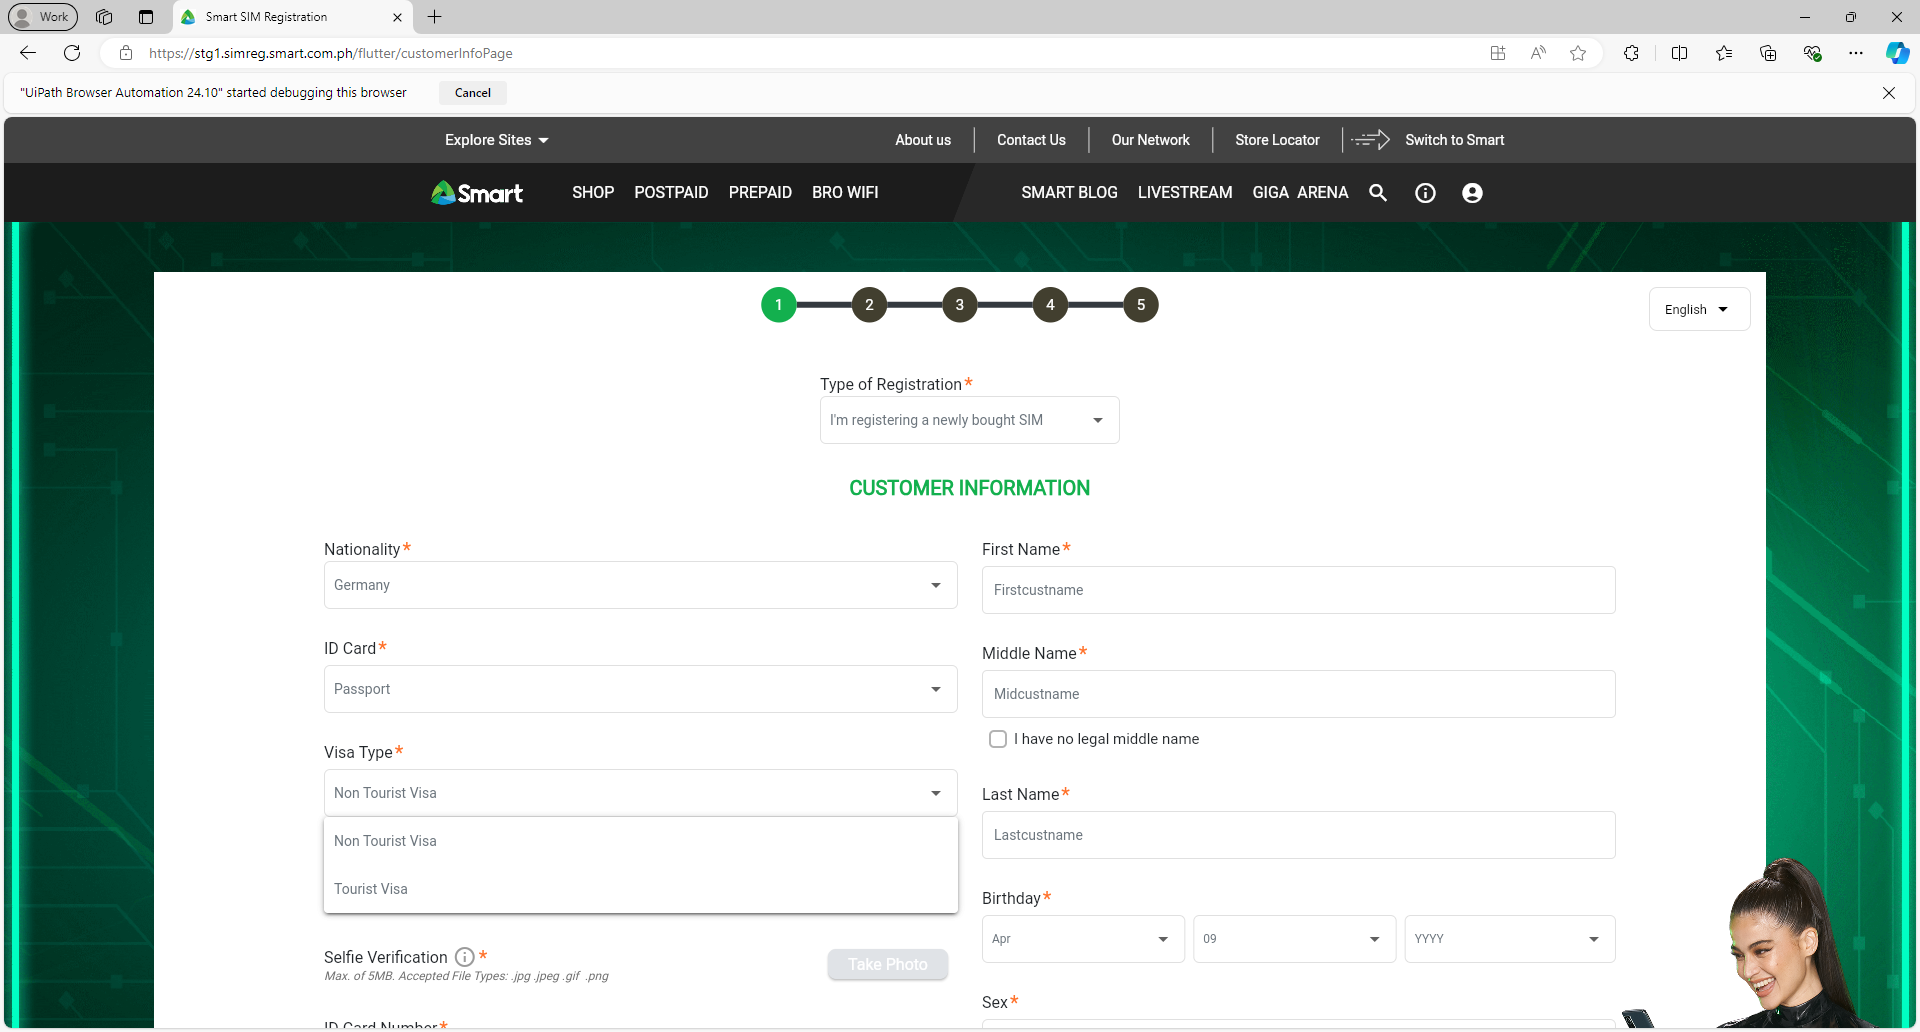 Work
Smart SIM Registration
https://stg1.simreg.smart.com.ph/flutter/customerInfoPage
"UiPath Browser Automation 24.10" started debugging this browser
Cancel
Explore Sites
About us
Contact Us
Our Network
Store Locator
Switch to Smart
Smart
SHOP
POSTPAID
PREPAID
BRO WIFI
SMART BLOG
LIVESTREAM
GIGA ARENA
1
2
3
4
5
English
Type of Registration*
I'm registering a newly bought SIM
CUSTOMER INFORMATION
Nationality*
Germany
ID Card*
Passport
Visa Type*
Non Tourist Visa
Non Tourist Visa
Tourist Visa
Selfie Verification *
Max. of 5MB. Accepted File Types: .jpg .jpeg .gif .png
Take Photo
ID Card Number*
First Name*
Firstcustname
Middle Name*
Midcustname
I have no legal middle name
Last Name*
Lastcustname
Birthday*
Apr
09
YYYY
Sex*